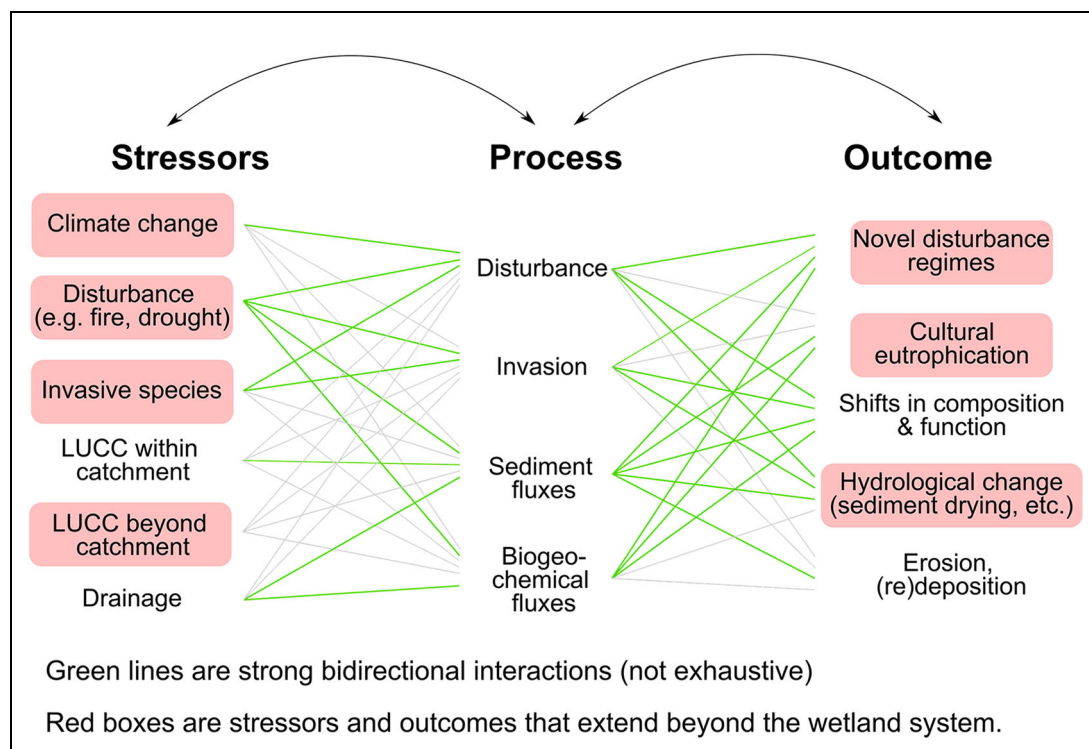 Stressors
Process
Outcome
Climate change
Disturbance
(e.g. fire, drought)
Invasive species
LUCC within
catchment
LUCC beyond
catchment
Drainage
Disturbance
Invasion
Sediment
fluxes
Biogeo-
chemical
fluxes
Novel disturbance
regimes
Cultural
eutrophication
Shifts in composition
& function
Hydrological change
(sediment drying, etc.)
Erosion,
(re)deposition
Green lines are strong bidirectional interactions (not exhaustive)
Red boxes are stressors and outcomes that extend beyond the wetland system.